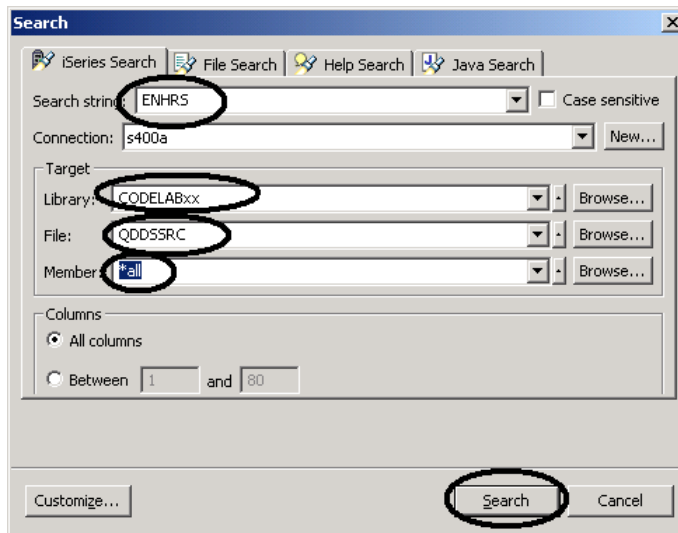 Search
iSeries Search File Search Help Search Java Search
Search string: ENHRS Case sensitive
Connection: s400a New...
Target
Library: CODELABxx Browse...
File: QDDSSRC Browse...
Member: *all Browse...
Columns
All columns
Between 1 and 80
Customize... Search Cancel